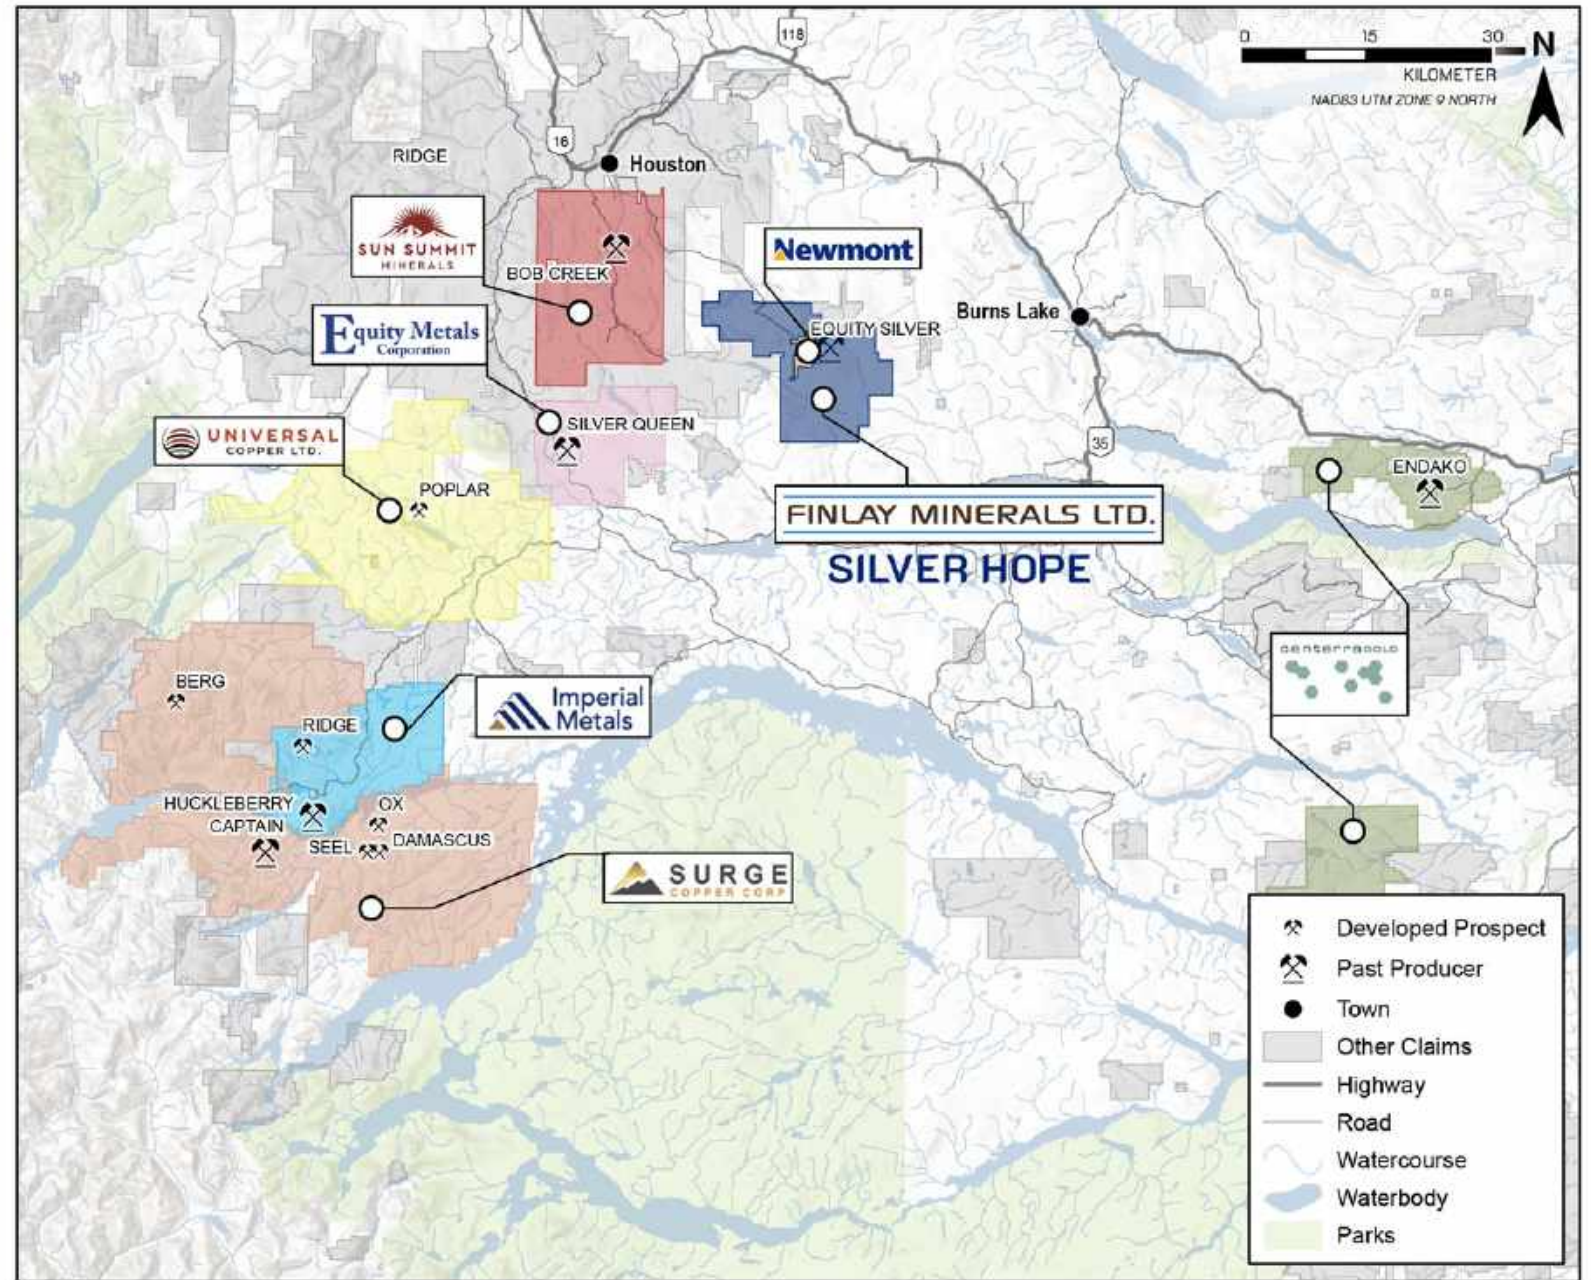 118
0 15 30
N
KILOMETER
NAD83 UTM ZONE 9 NORTH
16
RIDGE
Houston
SUN SUMMIT
MINERALS
BOB CREEK
Newmont
Equity Metals
Corporation
EQUITY SILVER
Burns Lake
UNIVERSAL
COPPER LTD.
SILVER QUEEN
35
POPLAR
ENDAKO
FINLAY MINERALS LTD.
SILVER HOPE
centerraGOLD
BERG
RIDGE
Imperial
Metals
HUCKLEBERRY
OX
CAPTAIN
SEEL
DAMASCUS
SURGE
COPPER CORP
Developed Prospect
Past Producer
Town
Other Claims
Highway
Road
Watercourse
Waterbody
Parks